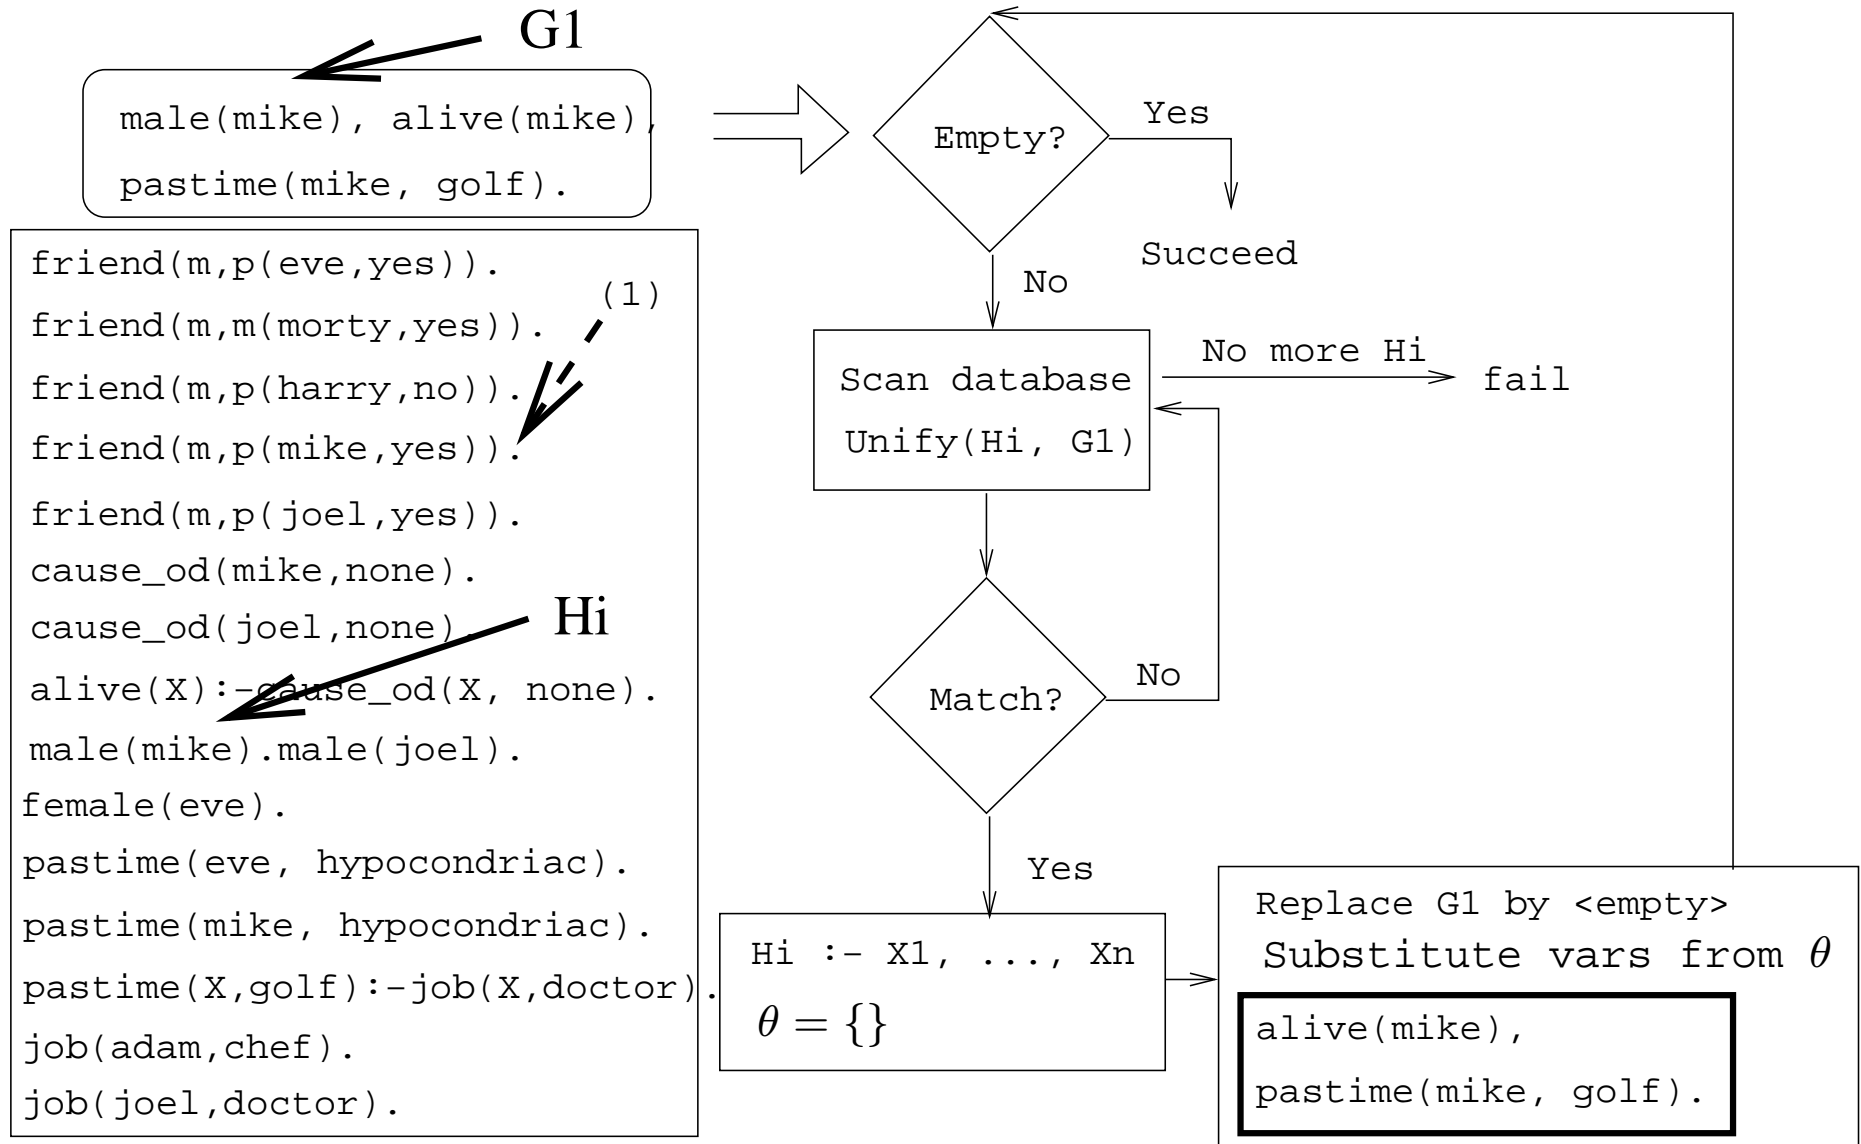 G1
male(mike), alive(mike),
pastime(mike, golf).
friend(m,p(eve,yes)).
(1)
friend(m,m(morty,yes)).
friend(m,p(harry,no)).
friend(m,p(mike,yes)).
friend(m,p(joel,yes)).
cause_od(mike,none).
cause_od(joel,none).
Hi
alive(X):-cause_od(X, none).
male(mike).male(joel).
female(eve).
pastime(eve, hypocondriac).
pastime(mike, hypocondriac).
pastime(X,golf):-job(X,doctor).
job(adam,chef).
job(joel,doctor).
Empty?
Yes
Succeed
No
Scan database
Unify(Hi, G1)
No more Hi
fail
Match?
No
Yes
Hi :- X1, ..., Xn
θ = {}
Replace G1 by <empty>
Substitute vars from θ
alive(mike),
pastime(mike, golf).